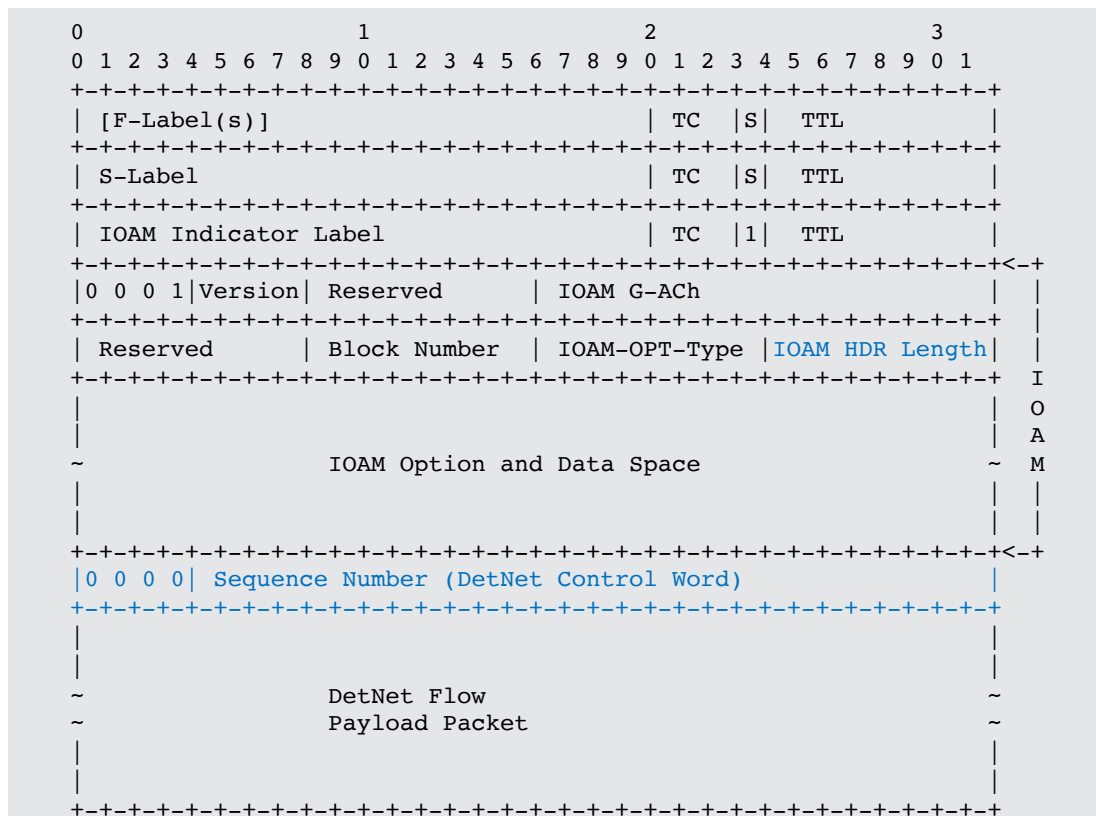 0                   1                   2                   3
0 1 2 3 4 5 6 7 8 9 0 1 2 3 4 5 6 7 8 9 0 1 2 3 4 5 6 7 8 9 0 1
+-+-+-+-+-+-+-+-+-+-+-+-+-+-+-+-+-+-+-+-+-+-+-+-+-+-+-+-+-+-+-+-+
| [F-Label(s)]                          | TC  |S|  TTL          |
+-+-+-+-+-+-+-+-+-+-+-+-+-+-+-+-+-+-+-+-+-+-+-+-+-+-+-+-+-+-+-+-+
| S-Label                               | TC  |S|  TTL          |
+-+-+-+-+-+-+-+-+-+-+-+-+-+-+-+-+-+-+-+-+-+-+-+-+-+-+-+-+-+-+-+-+
| IOAM Indicator Label                  | TC  |1|  TTL          |
+-+-+-+-+-+-+-+-+-+-+-+-+-+-+-+-+-+-+-+-+-+-+-+-+-+-+-+-+-+-+-+-+<-+
|0 0 0 1|Version| Reserved      | IOAM G-ACh                    |  |
+-+-+-+-+-+-+-+-+-+-+-+-+-+-+-+-+-+-+-+-+-+-+-+-+-+-+-+-+-+-+-+-+  |
| Reserved      | Block Number  | IOAM-OPT-Type |IOAM HDR Length|  |
+-+-+-+-+-+-+-+-+-+-+-+-+-+-+-+-+-+-+-+-+-+-+-+-+-+-+-+-+-+-+-+-+  I
|                                                               |  O
|                                                               |  A
~                 IOAM Option and Data Space                    ~  M
|                                                               |  |
|                                                               |  |
+-+-+-+-+-+-+-+-+-+-+-+-+-+-+-+-+-+-+-+-+-+-+-+-+-+-+-+-+-+-+-+-+<-+
|0 0 0 0| Sequence Number (DetNet Control Word)                 |
+-+-+-+-+-+-+-+-+-+-+-+-+-+-+-+-+-+-+-+-+-+-+-+-+-+-+-+-+-+-+-+-+
|                                                               |
|                                                               |
~                 DetNet Flow                                   ~
~                 Payload Packet                                ~
|                                                               |
|                                                               |
+-+-+-+-+-+-+-+-+-+-+-+-+-+-+-+-+-+-+-+-+-+-+-+-+-+-+-+-+-+-+-+-+